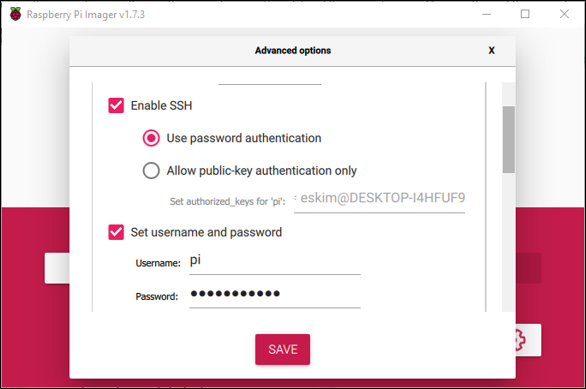 Raspberry Pi Imager v1.7.3
Advanced options
X
Enable SSH
Use password authentication
Allow public-key authentication only
Set authorized_keys for 'pi': eskim@DESKTOP-I4HFUF9
Set username and password
Username: pi
Password: ●●●●●●●●●●●
SAVE